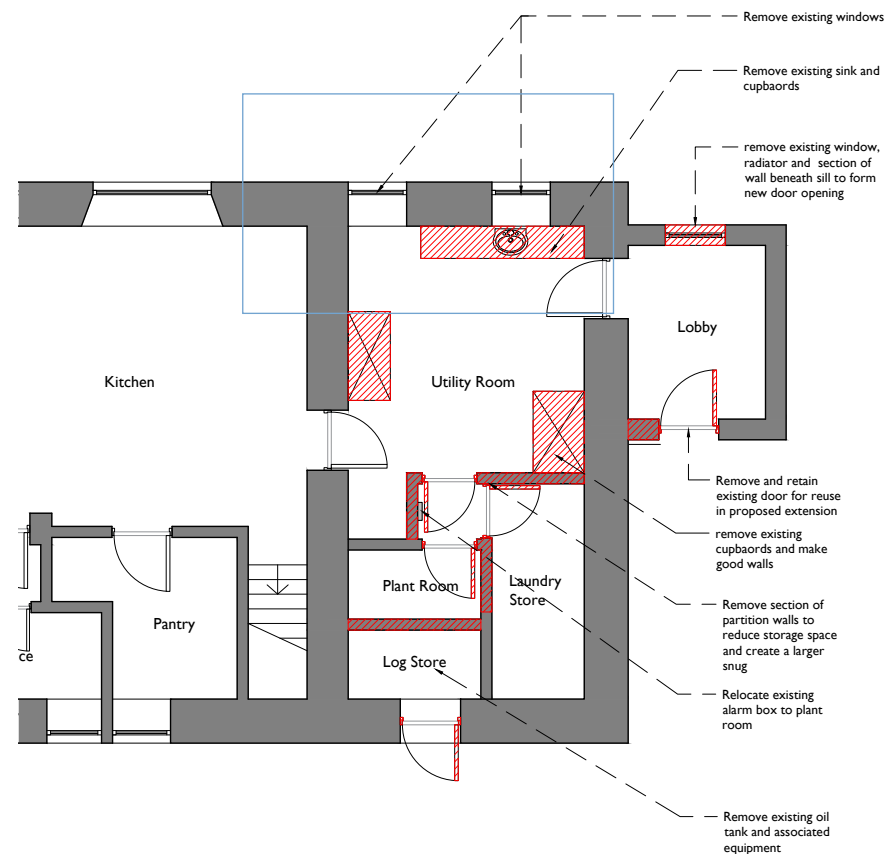 Remove existing windows
Remove existing sink and
cupbaords
remove existing window,
radiator and section of
wall beneath sill to form
new door opening
Lobby
Kitchen
Utility Room
Remove and retain
existing door for reuse
in proposed extension
remove existing
cupbaords and make
good walls
Plant Room
Laundry
Store
Pantry
Remove section of
partition walls to
reduce storage space
and create a larger
snug
ce
Log Store
Relocate existing
alarm box to plant
room
Remove existing oil
tank and associated
equipment